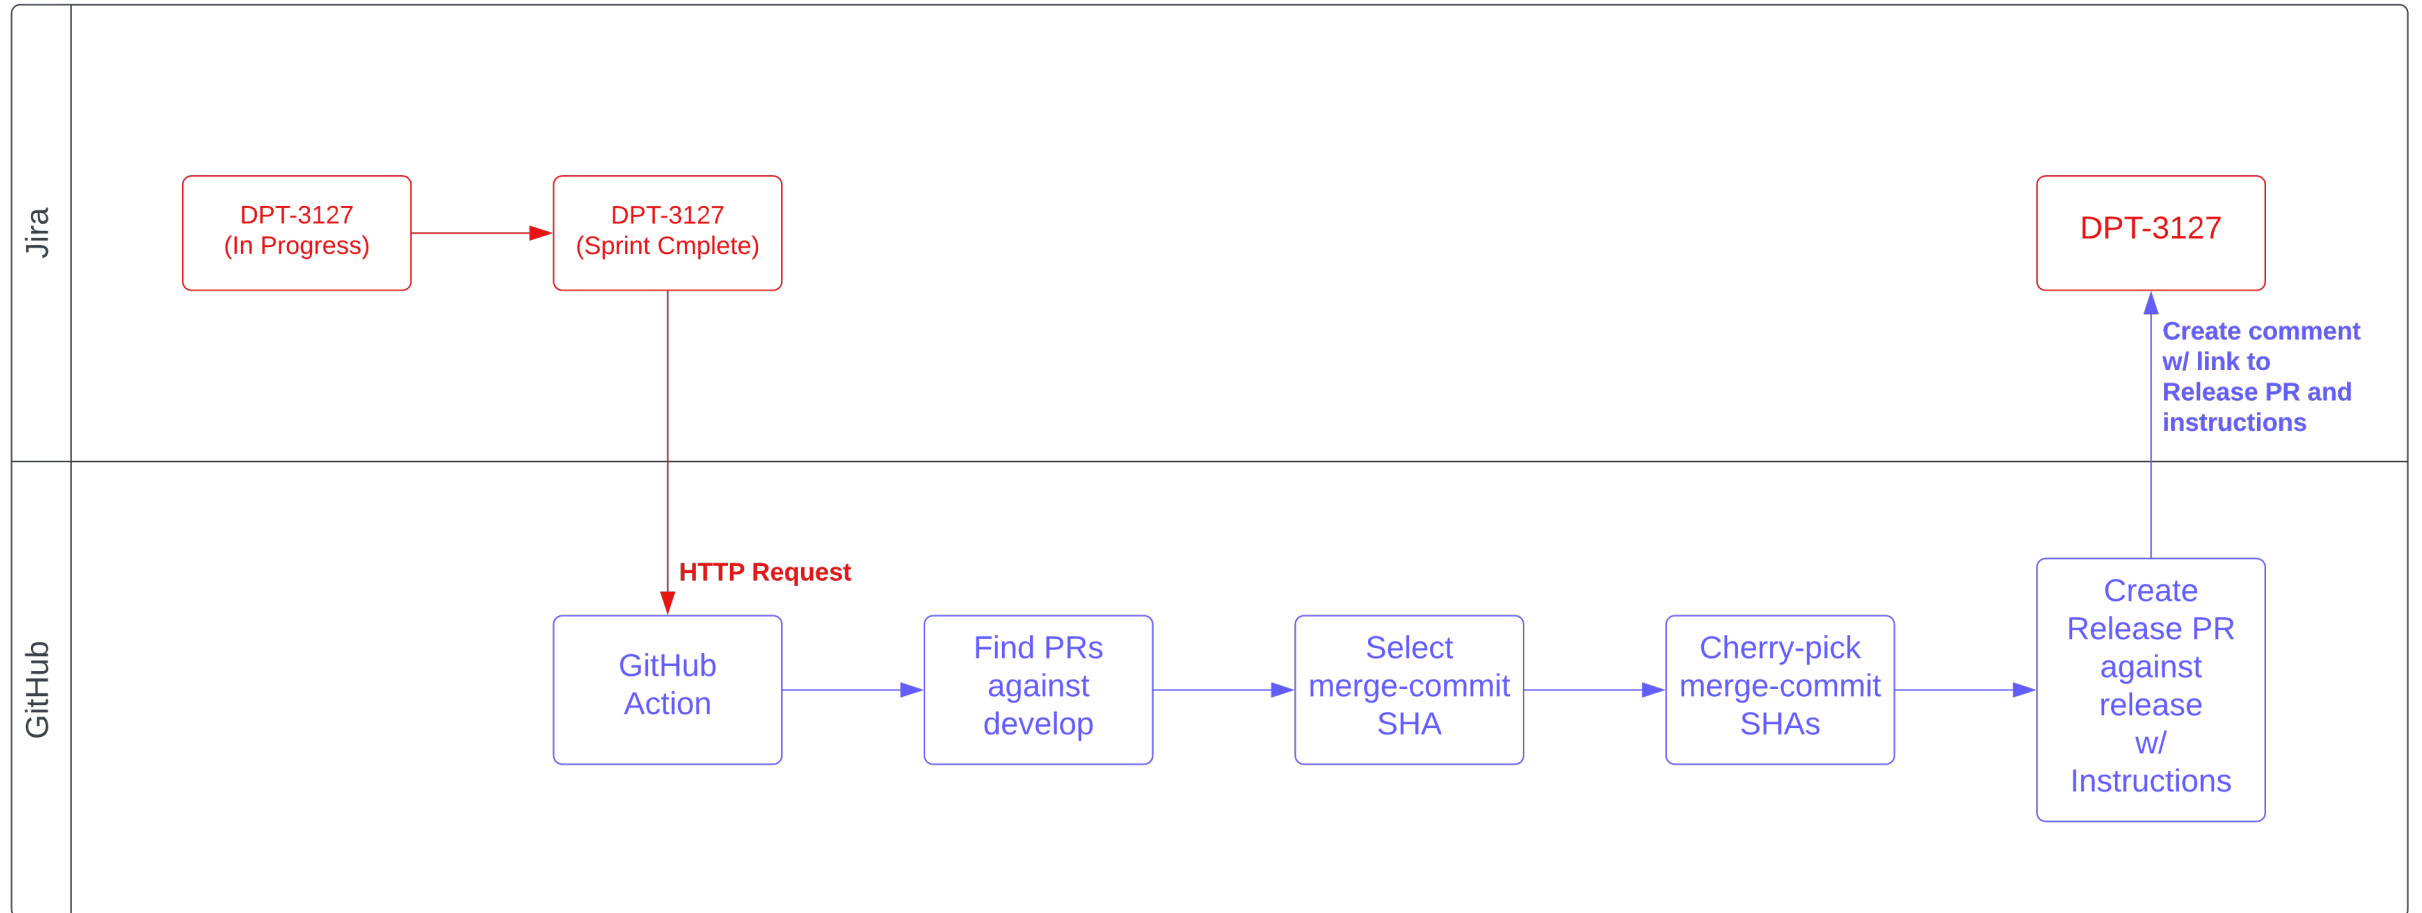 Jira
DPT-3127
(In Progress)
DPT-3127
(Sprint Cmplete)
DPT-3127
Create comment
w/ link to
Release PR and
instructions
GitHub
HTTP Request
GitHub
Action
Find PRs
against
develop
Select
merge-commit
SHA
Cherry-pick
merge-commit
SHAs
Create
Release PR
against
release
w/
Instructions